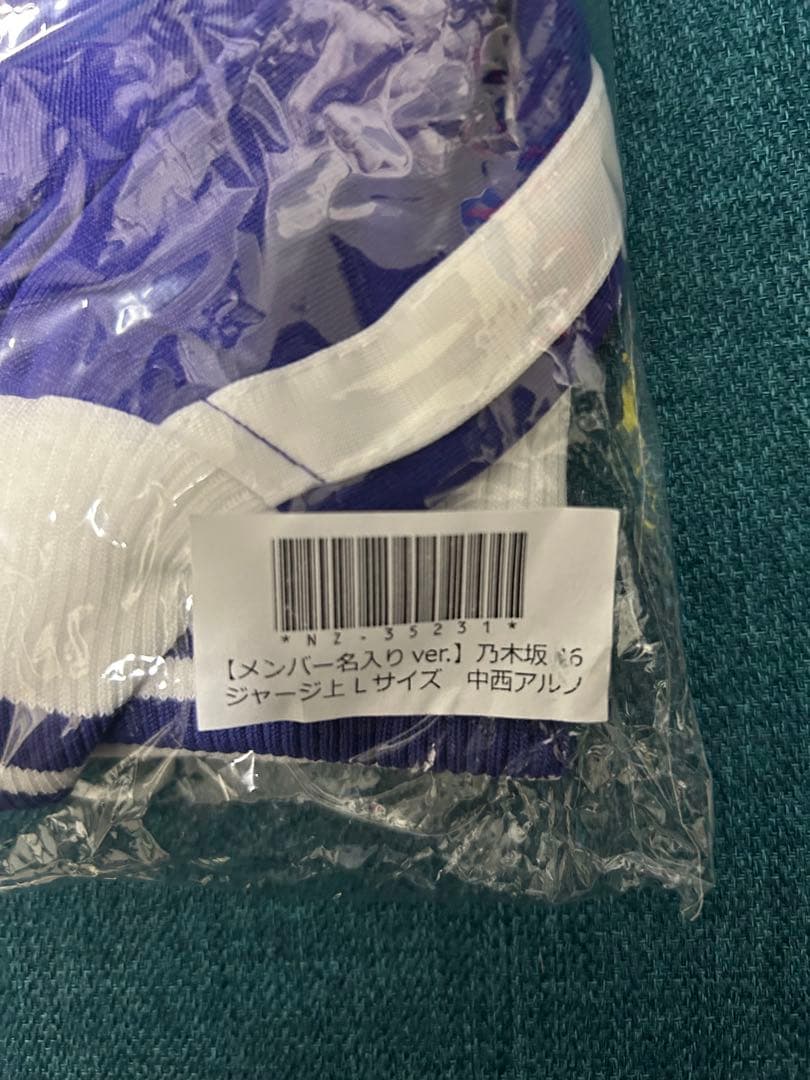 *NZ-35231*
【メンバー名入りver.】乃木坂46
ジャージ上Lサイズ　中西アルノ